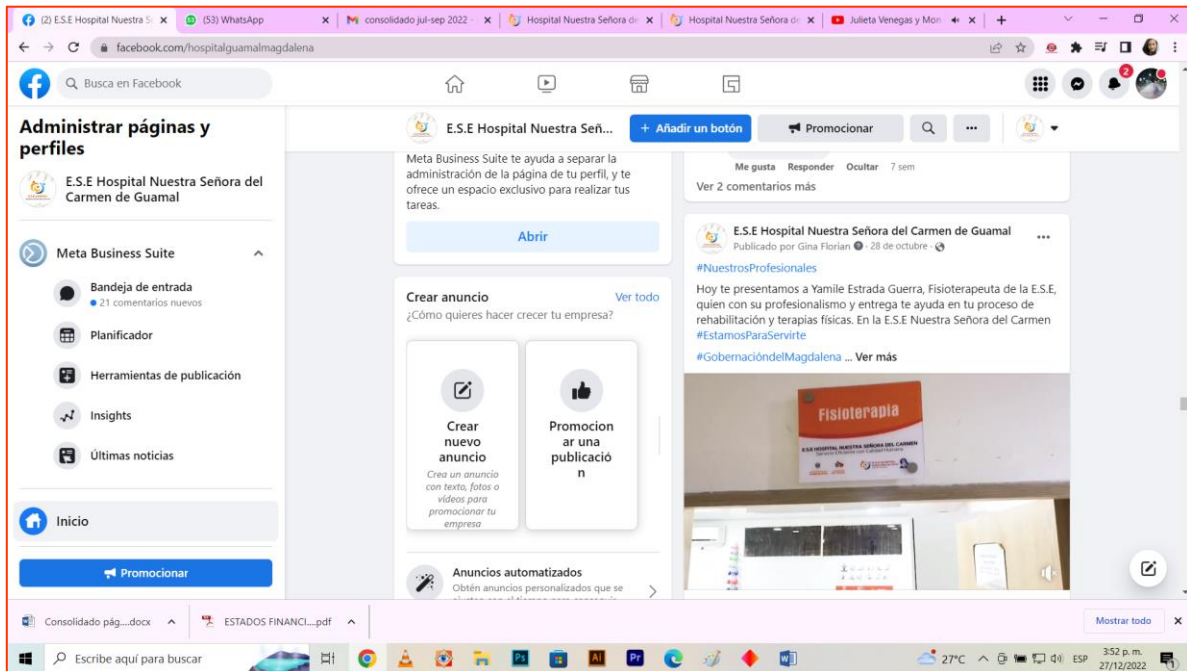 (2) E.S.E Hospital Nuestra S
(53) WhatsApp
consolidado jul-sep 2022 -
Hospital Nuestra Señora de
Hospital Nuestra Señora de
Julieta Venegas y Mon
facebook.com/hospitalguamalmagdalena
Busca en Facebook
2
Administrar páginas y
perfiles
E.S.E Hospital Nuestra Señora del
Carmen de Guamal
Meta Business Suite
Bandeja de entrada
21 comentarios nuevos
Planificador
Herramientas de publicación
Insights
Últimas noticias
Inicio
Promocionar
E.S.E Hospital Nuestra Señ...
+ Añadir un botón
Promocionar
Meta Business Suite te ayuda a separar la
administración de la página de tu perfil, y te
ofrece un espacio exclusivo para realizar tus
tareas.
Abrir
Crear anuncio
Ver todo
¿Cómo quieres hacer crecer tu empresa?
Crear
nuevo
anuncio
Crea un anuncio
con texto, fotos o
vídeos para
promocionar tu
empresa
Promocion
ar una
publicació
n
Anuncios automatizados
Obtén anuncios personalizados que se
Me gusta Responder Ocultar 7 sem
Ver 2 comentarios más
E.S.E Hospital Nuestra Señora del Carmen de Guamal
Publicado por Gina Florian · 28 de octubre ·
#NuestrosProfesionales
Hoy te presentamos a Yamile Estrada Guerra, Fisioterapeuta de la E.S.E,
quien con su profesionalismo y entrega te ayuda en tu proceso de
rehabilitación y terapias físicas. En la E.S.E Nuestra Señora del Carmen
#EstamosParaServirte
#GobernacióndelMagdalena ... Ver más
Fisioterapia
ESE HOSPITAL NUESTRA SEÑORA DEL CARMEN
Consolidado pág....docx
ESTADOS FINANCI....pdf
Mostrar todo
Escribe aquí para buscar
Ps
Ai
Pr
27°C
ESP
3:52 p. m.
27/12/2022